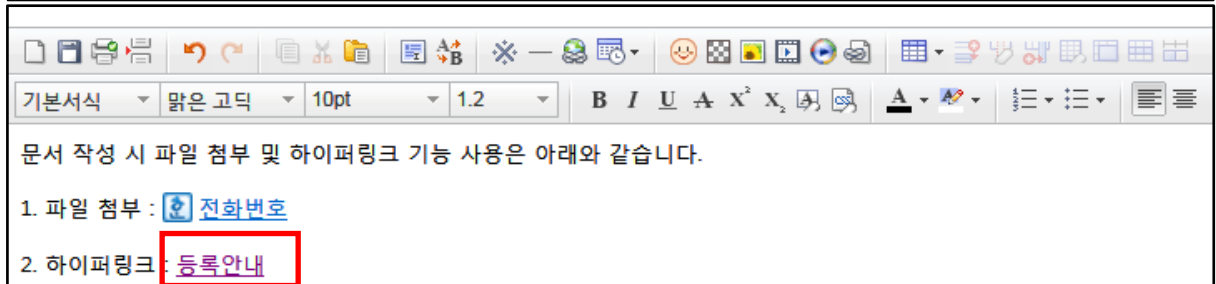 기본서식 맑은 고딕 10pt 1.2 B I U A X² X₂ A CSS A
문서 작성 시 파일 첨부 및 하이퍼링크 기능 사용은 아래와 같습니다.
1. 파일 첨부 : 전화번호
2. 하이퍼링크 : 등록안내